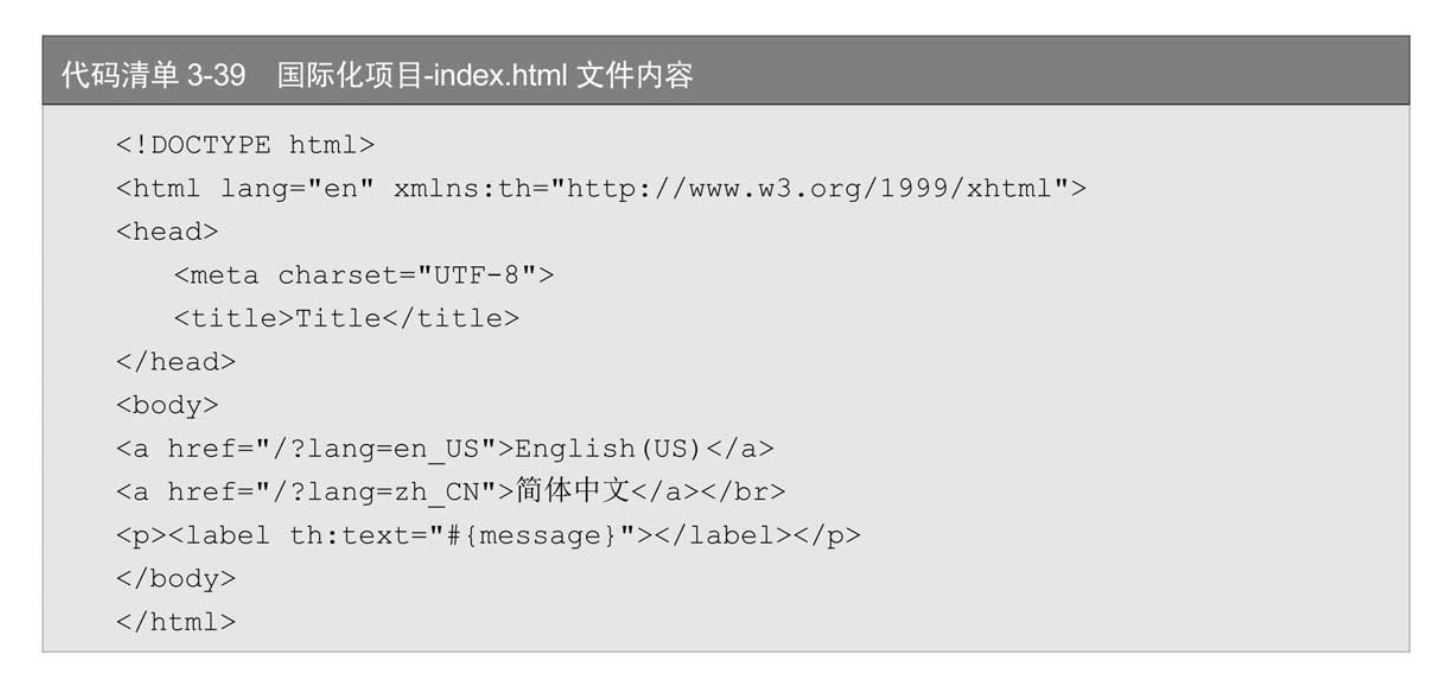 代码清单 3-39 国际化项目-index.html 文件内容
<!DOCTYPE html>
<html lang="en" xmlns:th="http://www.w3.org/1999/xhtml">
<head>
    <meta charset="UTF-8">
    <title>Title</title>
</head>
<body>
<a href="/?lang=en_US">English(US)</a>
<a href="/?lang=zh_CN">简体中文</a></br>
<p><label th:text="#{message}"></label></p>
</body>
</html>